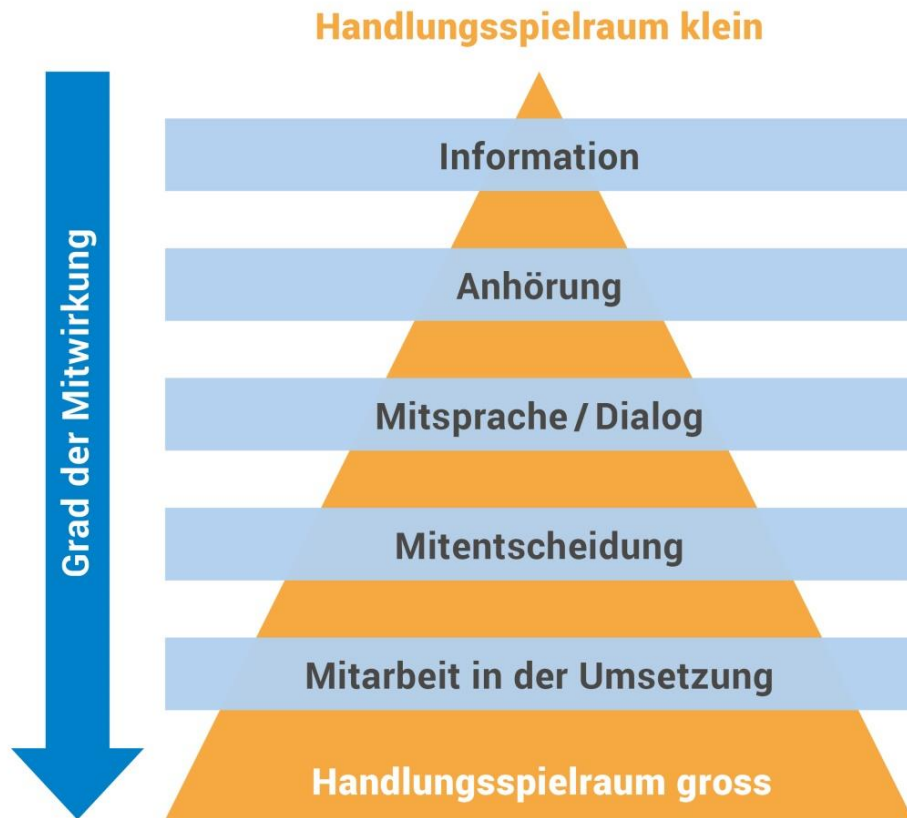 Handlungsspielraum klein
Grad der Mitwirkung
Information
Anhörung
Mitsprache / Dialog
Mitentscheidung
Mitarbeit in der Umsetzung
Handlungsspielraum gross